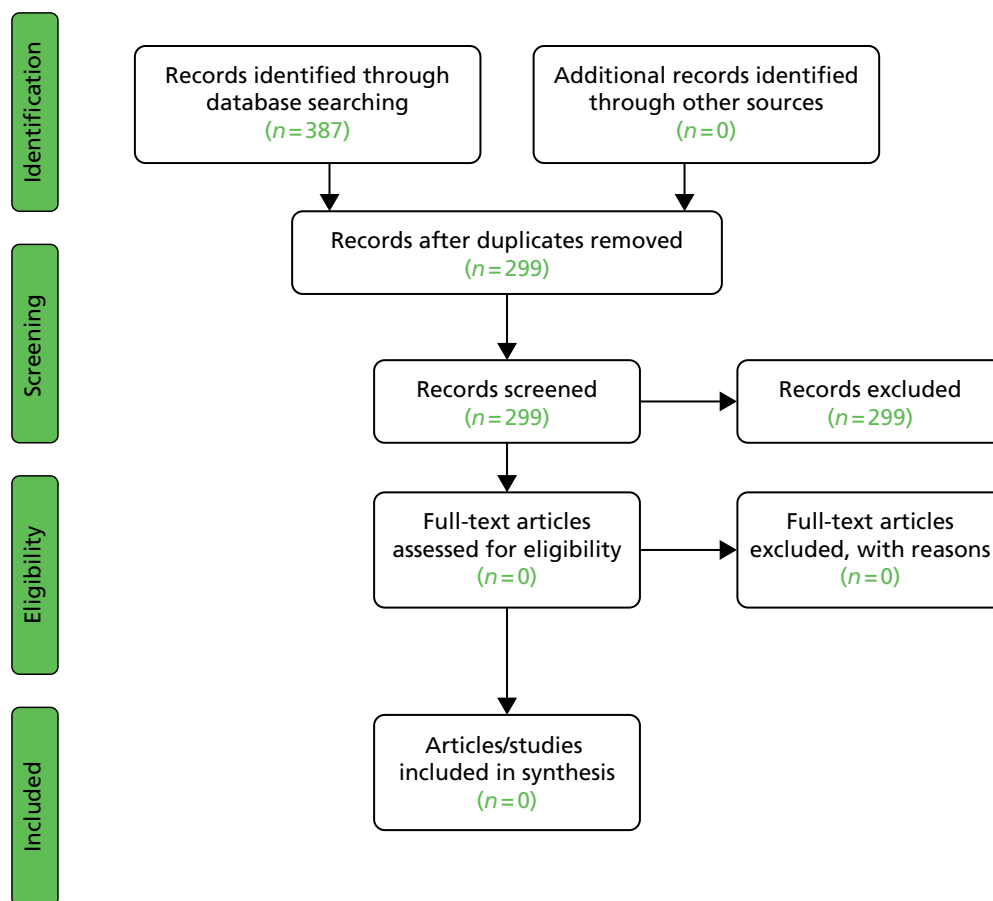 Identification
Records identified through
database searching
(n=387)
Additional records identified
through other sources
(n=0)
Records after duplicates removed
(n=299)
Screening
Records screened
(n=299)
Records excluded
(n=299)
Eligibility
Full-text articles
assessed for eligibility
(n=0)
Full-text articles
excluded, with reasons
(n=0)
Included
Articles/studies
included in synthesis
(n=0)